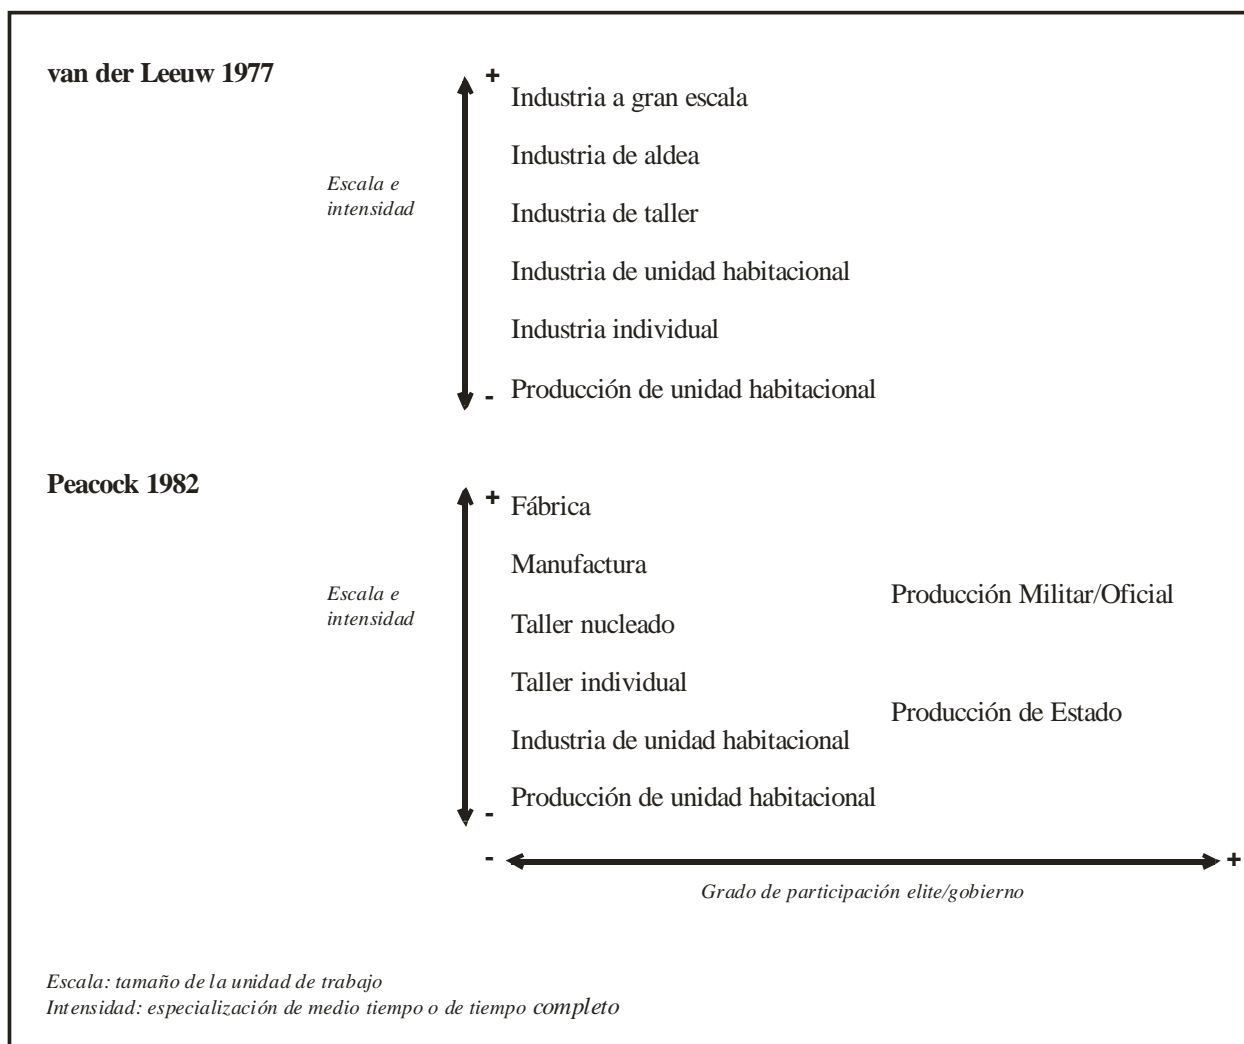 van der Leeuw 1977
+
Industria a gran escala
Industria de aldea
Escala e
intensidad
Industria de taller
Industria de unidad habitacional
Industria individual
- Producción de unidad habitacional
Peacock 1982
+ Fábrica
Manufactura
Escala e
intensidad
Producción Militar/Oficial
Taller nucleado
Taller individual
Producción de Estado
Industria de unidad habitacional
Producción de unidad habitacional
-
- +
Grado de participación elite/gobierno
Escala: tamaño de la unidad de trabajo
Intensidad: especialización de medio tiempo o de tiempo completo